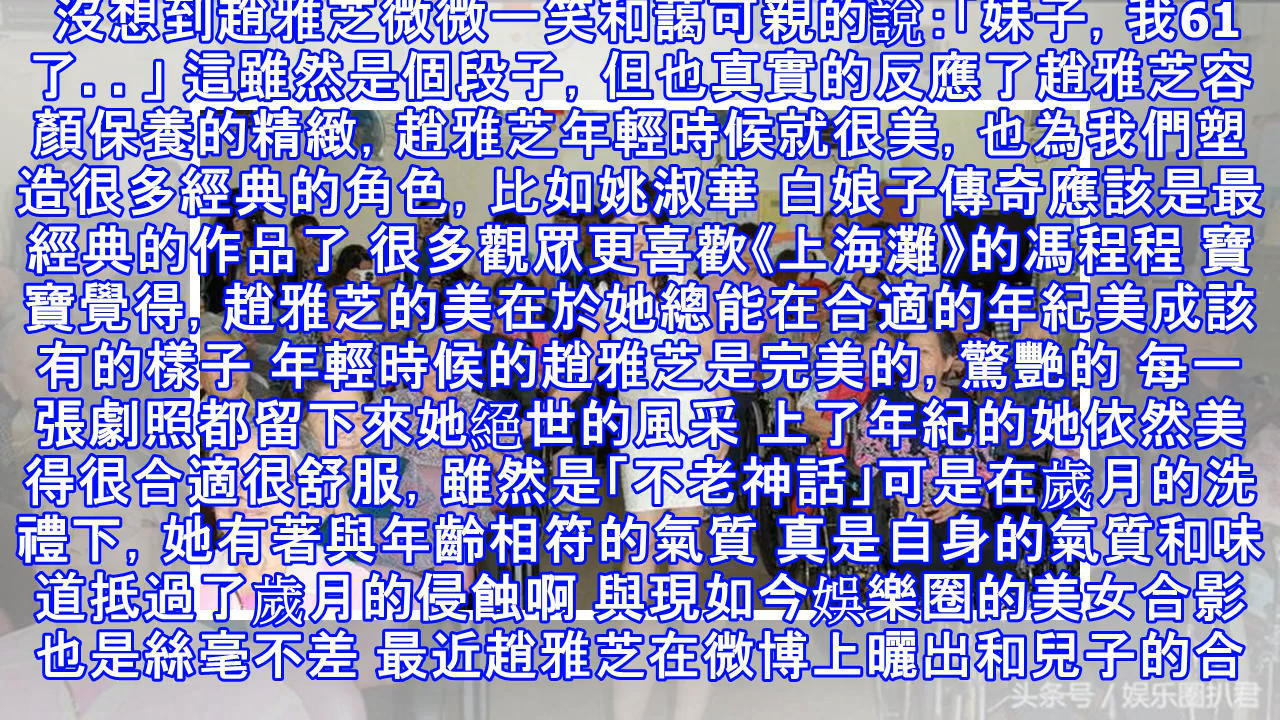 沒想到趙雅芝微微一笑和藹可親的說:「妹子, 我61
了..」這雖然是個段子, 但也真實的反應了趙雅芝容
顏保養的精緻, 趙雅芝年輕時候就很美, 也為我們塑
造很多經典的角色, 比如姚淑華 白娘子傳奇應該是最
經典的作品了 很多觀眾更喜歡《上海灘》的馮程程 寶
寶覺得, 趙雅芝的美在於她總能在合適的年紀美成該
有的樣子 年輕時候的趙雅芝是完美的, 驚艷的 每一
張劇照都留下來她絕世的風采 上了年紀的她依然美
得很合適很舒服, 雖然是「不老神話」可是在歲月的洗
禮下, 她有著與年齡相符的氣質 真是自身的氣質和味
道抵過了歲月的侵蝕啊 與現如今娛樂圈的美女合影
也是絲毫不差 最近趙雅芝在微博上曬出和兒子的合
头条号 / 娱乐圈扒君